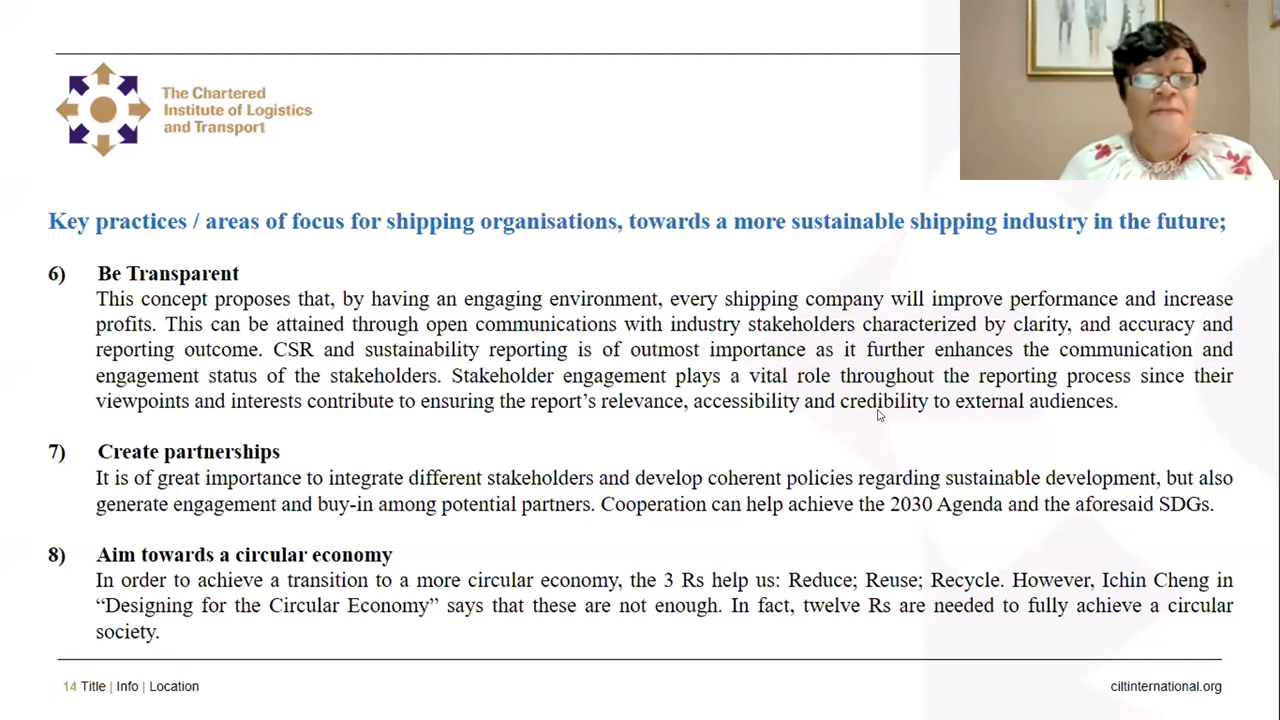 The Chartered
Institute of Logistics
and Transport
Key practices / areas of focus for shipping organisations, towards a more sustainable shipping industry in the future;
6) Be Transparent
This concept proposes that, by having an engaging environment, every shipping company will improve performance and increase
profits. This can be attained through open communications with industry stakeholders characterized by clarity, and accuracy and
reporting outcome. CSR and sustainability reporting is of outmost importance as it further enhances the communication and
engagement status of the stakeholders. Stakeholder engagement plays a vital role throughout the reporting process since their
viewpoints and interests contribute to ensuring the report’s relevance, accessibility and credibility to external audiences.
7) Create partnerships
It is of great importance to integrate different stakeholders and develop coherent policies regarding sustainable development, but also
generate engagement and buy-in among potential partners. Cooperation can help achieve the 2030 Agenda and the aforesaid SDGs.
8) Aim towards a circular economy
In order to achieve a transition to a more circular economy, the 3 Rs help us: Reduce; Reuse; Recycle. However, Ichin Cheng in
“Designing for the Circular Economy” says that these are not enough. In fact, twelve Rs are needed to fully achieve a circular
society.
14 Title | Info | Location
ciltinternational.org